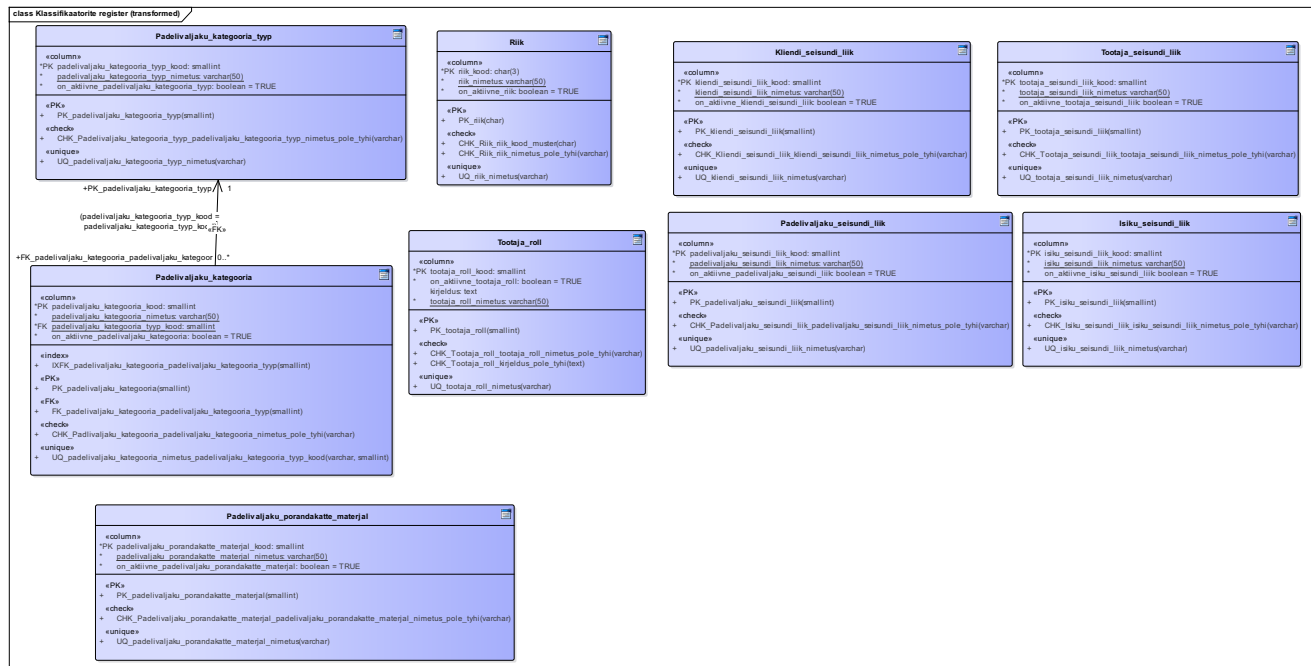 class Klassifikaatorite register (transformed)
Padelivaljaku_kategooria_tyyp
«column»
*PK padelivaljaku_kategooria_tyyp_kood: smallint
* padelivaljaku_kategooria_tyyp_nimetus: varchar(50)
* on_aktiivne_padelivaljaku_kategooria_tyyp: boolean = TRUE
«PK»
+ PK_padelivaljaku_kategooria_tyyp(smallint)
«check»
+ CHK_Padelivaljaku_kategooria_tyyp_padelivaljaku_kategooria_tyyp_nimetus_pole_tyhi(varchar)
«unique»
+ UQ_padelivaljaku_kategooria_tyyp_nimetus(varchar)
Riik
«column»
*PK riik_kood: char(3)
* riik_nimetus: varchar(50)
* on_aktiivne_riik: boolean = TRUE
«PK»
+ PK_riik(char)
«check»
+ CHK_Riik_riik_kood_muster(char)
+ CHK_Riik_riik_nimetus_pole_tyhi(varchar)
«unique»
+ UQ_riik_nimetus(varchar)
Kliendi_seisundi_liik
«column»
*PK kliendi_seisundi_liik_kood: smallint
* kliendi_seisundi_liik_nimetus: varchar(50)
* on_aktiivne_kliendi_seisundi_liik: boolean = TRUE
«PK»
+ PK_kliendi_seisundi_liik(smallint)
«check»
+ CHK_Kliendi_seisundi_liik_kliendi_seisundi_liik_nimetus_pole_tyhi(varchar)
«unique»
+ UQ_kliendi_seisundi_liik_nimetus(varchar)
Tootaja_seisundi_liik
«column»
*PK tootaja_seisundi_liik_kood: smallint
* tootaja_seisundi_liik_nimetus: varchar(50)
* on_aktiivne_tootaja_seisundi_liik: boolean = TRUE
«PK»
+ PK_tootaja_seisundi_liik(smallint)
«check»
+ CHK_Tootaja_seisundi_liik_tootaja_seisundi_liik_nimetus_pole_tyhi(varchar)
«unique»
+ UQ_tootaja_seisundi_liik_nimetus(varchar)
+PK_padelivaljaku_kategooria_tyyp 1
(padelivaljaku_kategooria_tyyp_kood =
padelivaljaku_kategooria_tyyp_kood)
«FK»
+FK_padelivaljaku_kategooria_padelivaljaku_kategoor 0..*
Padelivaljaku_kategooria
«column»
*PK padelivaljaku_kategooria_kood: smallint
* padelivaljaku_kategooria_nimetus: varchar(50)
*FK padelivaljaku_kategooria_tyyp_kood: smallint
* on_aktiivne_padelivaljaku_kategooria: boolean = TRUE
«index»
+ IXFK_padelivaljaku_kategooria_padelivaljaku_kategooria_tyyp(smallint)
«PK»
+ PK_padelivaljaku_kategooria(smallint)
«FK»
+ FK_padelivaljaku_kategooria_padelivaljaku_kategooria_tyyp(smallint)
«check»
+ CHK_Padlivaljaku_kategooria_padelivaljaku_kategooria_nimetus_pole_tyhi(varchar)
«unique»
+ UQ_padelivaljaku_kategooria_nimetus_padelivaljaku_kategooria_tyyp_kood(varchar, smallint)
Tootaja_roll
«column»
*PK tootaja_roll_kood: smallint
* on_aktiivne_tootaja_roll: boolean = TRUE
kirjeldus: text
* tootaja_roll_nimetus: varchar(50)
«PK»
+ PK_tootaja_roll(smallint)
«check»
+ CHK_Tootaja_roll_tootaja_roll_nimetus_pole_tyhi(varchar)
+ CHK_Tootaja_roll_kirjeldus_pole_tyhi(text)
«unique»
+ UQ_tootaja_roll_nimetus(varchar)
Padelivaljaku_seisundi_liik
«column»
*PK padelivaljaku_seisundi_liik_kood: smallint
* padelivaljaku_seisundi_liik_nimetus: varchar(50)
* on_aktiivne_padelivaljaku_seisundi_liik: boolean = TRUE
«PK»
+ PK_padelivaljaku_seisundi_liik(smallint)
«check»
+ CHK_Padelivaljaku_seisundi_liik_padelivaljaku_seisundi_liik_nimetus_pole_tyhi(varchar)
«unique»
+ UQ_padelivaljaku_seisundi_liik_nimetus(varchar)
Isiku_seisundi_liik
«column»
*PK isiku_seisundi_liik_kood: smallint
* isiku_seisundi_liik_nimetus: varchar(50)
* on_aktiivne_isiku_seisundi_liik: boolean = TRUE
«PK»
+ PK_isiku_seisundi_liik(smallint)
«check»
+ CHK_Isiku_seisundi_liik_isiku_seisundi_liik_nimetus_pole_tyhi(varchar)
«unique»
+ UQ_isiku_seisundi_liik_nimetus(varchar)
Padelivaljaku_porandakatte_materjal
«column»
*PK padelivaljaku_porandakatte_materjal_kood: smallint
* padelivaljaku_porandakatte_materjal_nimetus: varchar(50)
* on_aktiivne_padelivaljaku_porandakatte_materjal: boolean = TRUE
«PK»
+ PK_padelivaljaku_porandakatte_materjal(smallint)
«check»
+ CHK_Padelivaljaku_porandakatte_materjal_padelivaljaku_porandakatte_materjal_nimetus_pole_tyhi(varchar)
«unique»
+ UQ_padelivaljaku_porandakatte_materjal_nimetus(varchar)